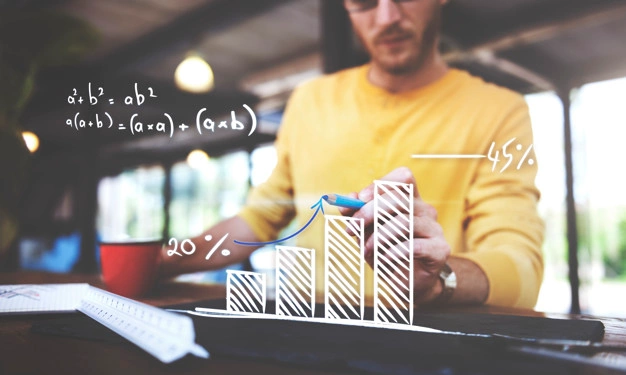 a² + b² = ab²
a(a+b) = (a×a) + (a×b)
45%
20%